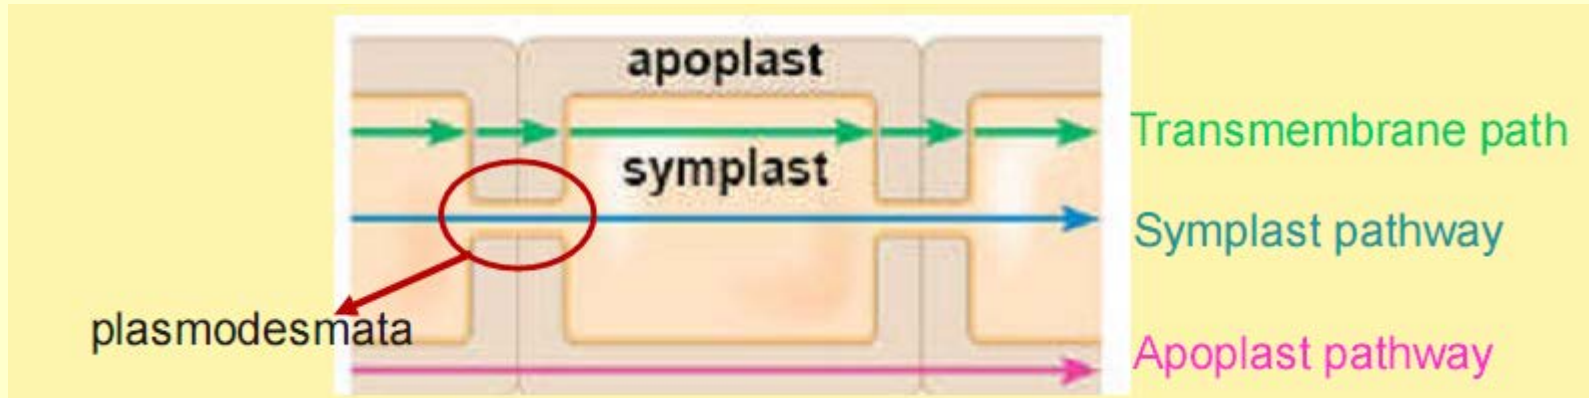 apoplast
Transmembrane path
symplast
Symplast pathway
plasmodesmata
Apoplast pathway